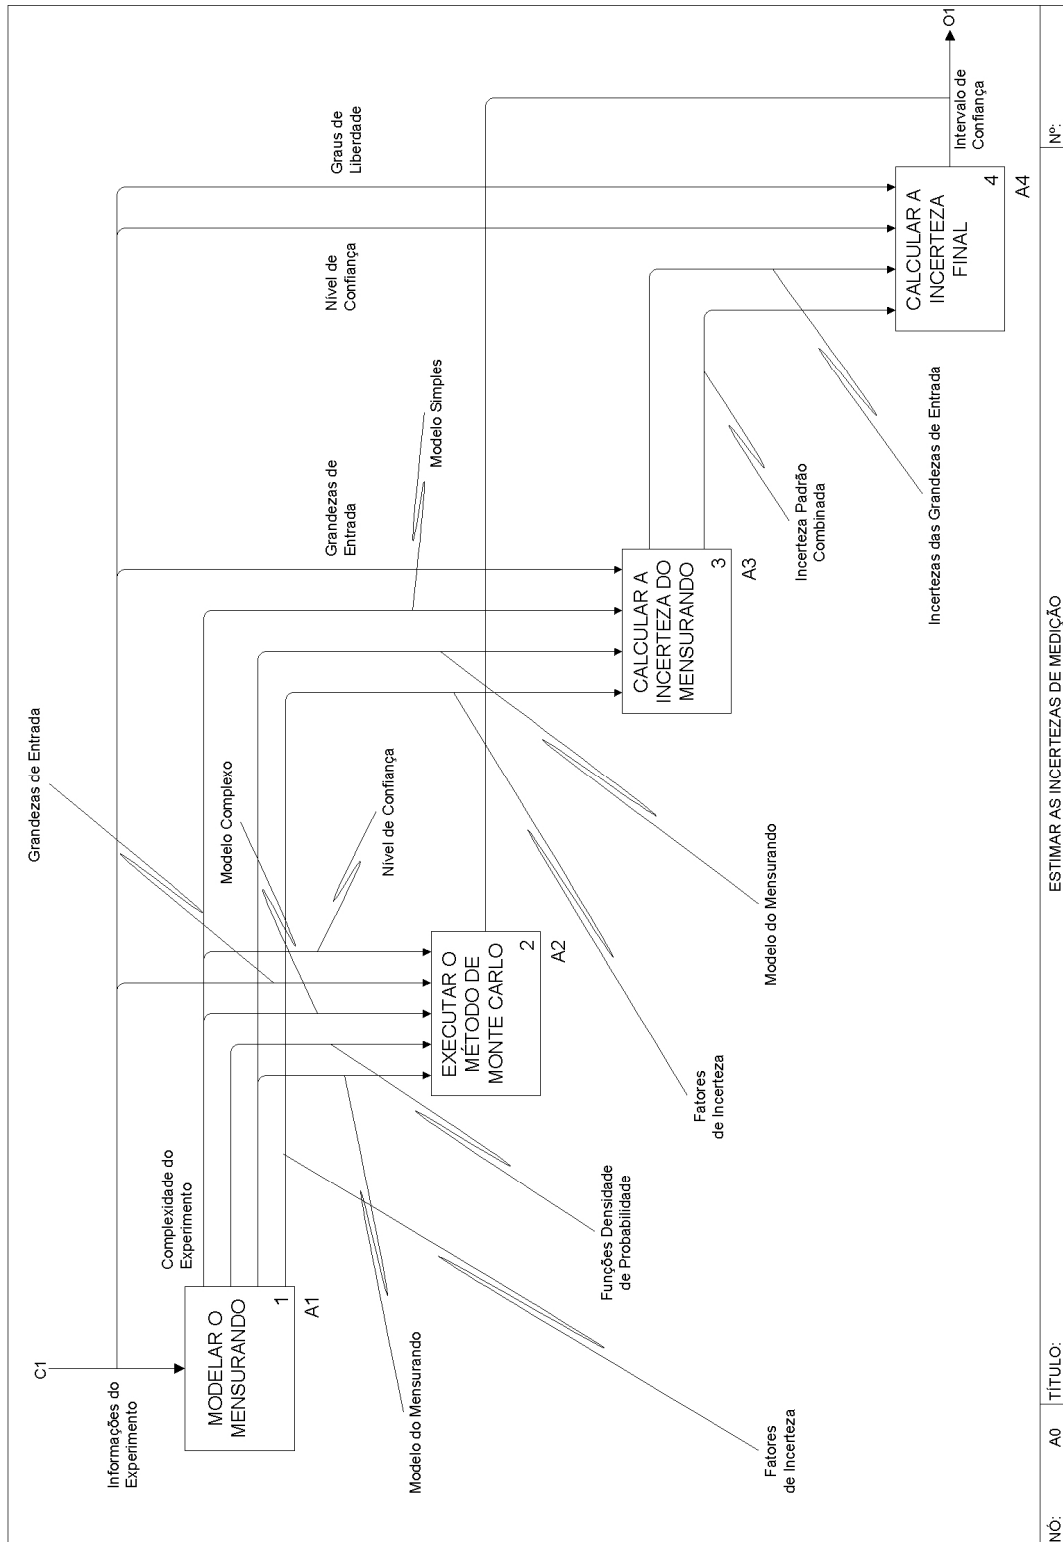 C1
Informações do
Experimento
MODELAR O
MENSURANDO
1
A1
Complexidade do
Experimento
Grandezas de Entrada
Modelo Complexo
Nível de Confiança
Modelo do Mensurando
Fatores
de Incerteza
Funções Densidade
de Probabilidade
EXECUTAR O
MÉTODO DE
MONTE CARLO
2
A2
Grandezas de
Entrada
Modelo Simples
Fatores
de Incerteza
Modelo do Mensurando
CALCULAR A
INCERTEZA DO
MENSURANDO
3
A3
Nível de
Confiança
Graus de
Liberdade
Incerteza Padrão
Combinada
Incertezas das Grandezas de Entrada
CALCULAR A
INCERTEZA
FINAL
4
A4
Intervalo de
Confiança
O1
NÓ:
A0
TÍTULO:
ESTIMAR AS INCERTEZAS DE MEDIÇÃO
Nº: